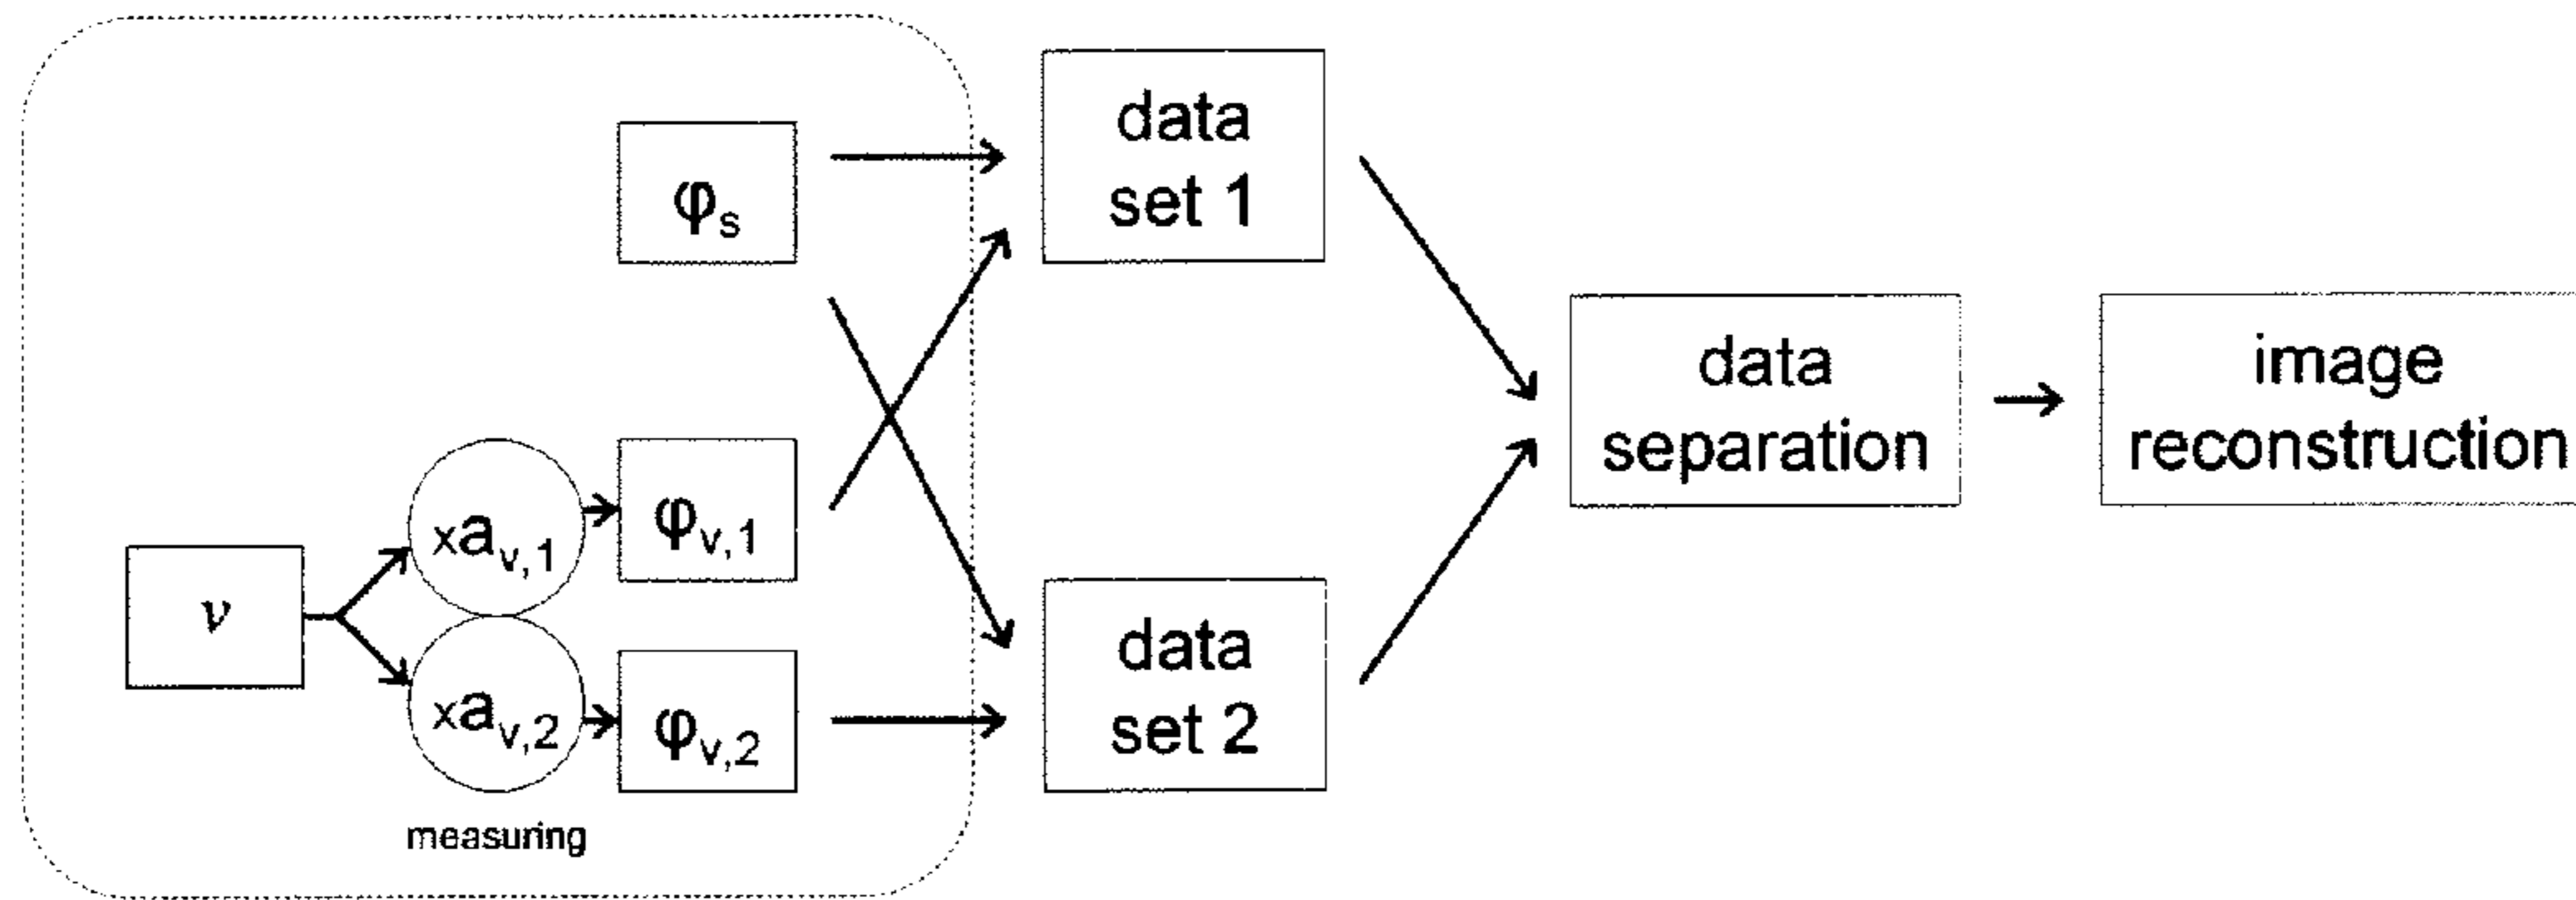 φs
data
set 1
ν
xav,1
φv,1
xav,2
φv,2
measuring
data
set 2
data
separation
image
reconstruction